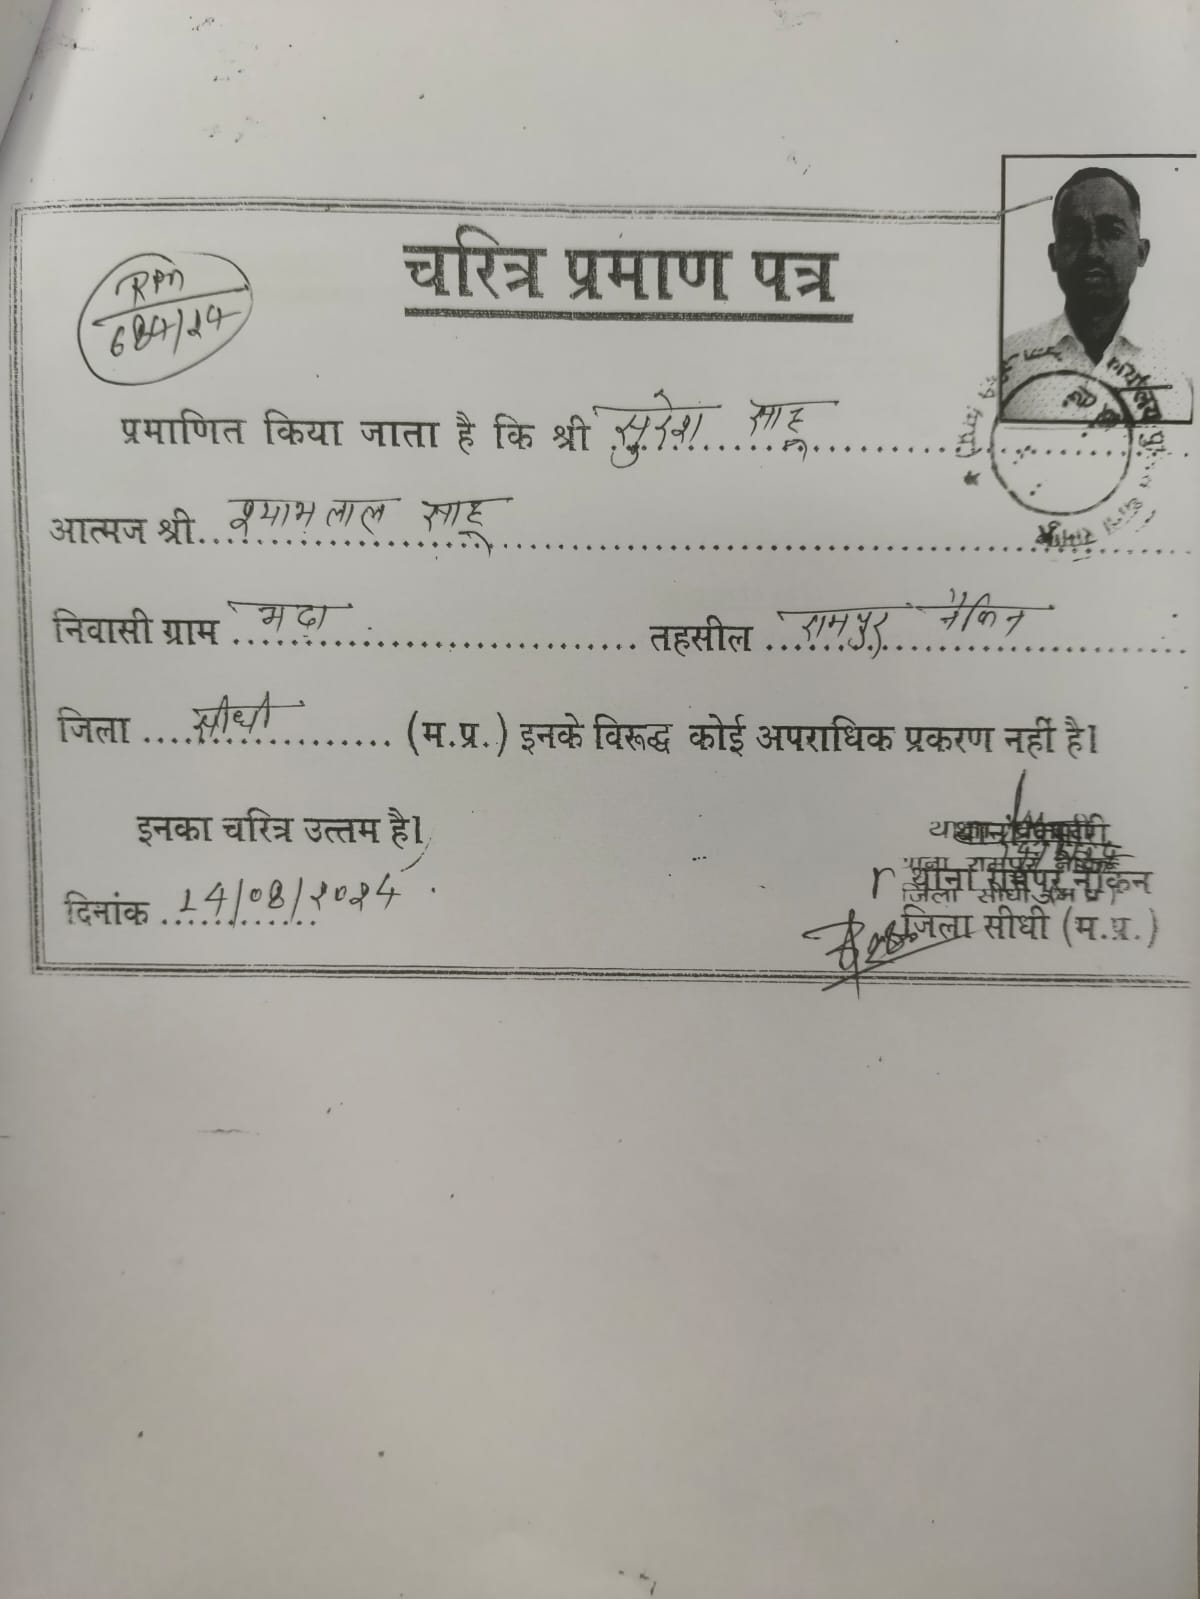 चरित्र प्रमाण पत्र
RPN
684/24
प्रमाणित किया जाता है कि श्री सुरेश साहू
आत्मज श्री श्यामलाल साहू
निवासी ग्राम भदा तहसील रामपुर नैकिन
जिला सीधी (म.प्र.) इनके विरूद्ध कोई अपराधिक प्रकरण नहीं है।
इनका चरित्र उत्तम है।
थाना रामपुर नैकिन
दिनांक 14/08/2024
जिला सीधी (म.प्र.)